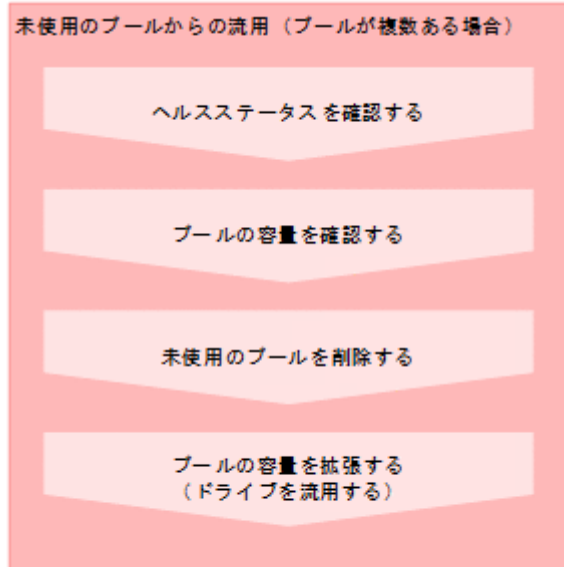 未使用のプールからの流用（プールが複数ある場合）
ヘルスステータスを確認する
プールの容量を確認する
未使用のプールを削除する
プールの容量を拡張する
（ドライブを流用する）